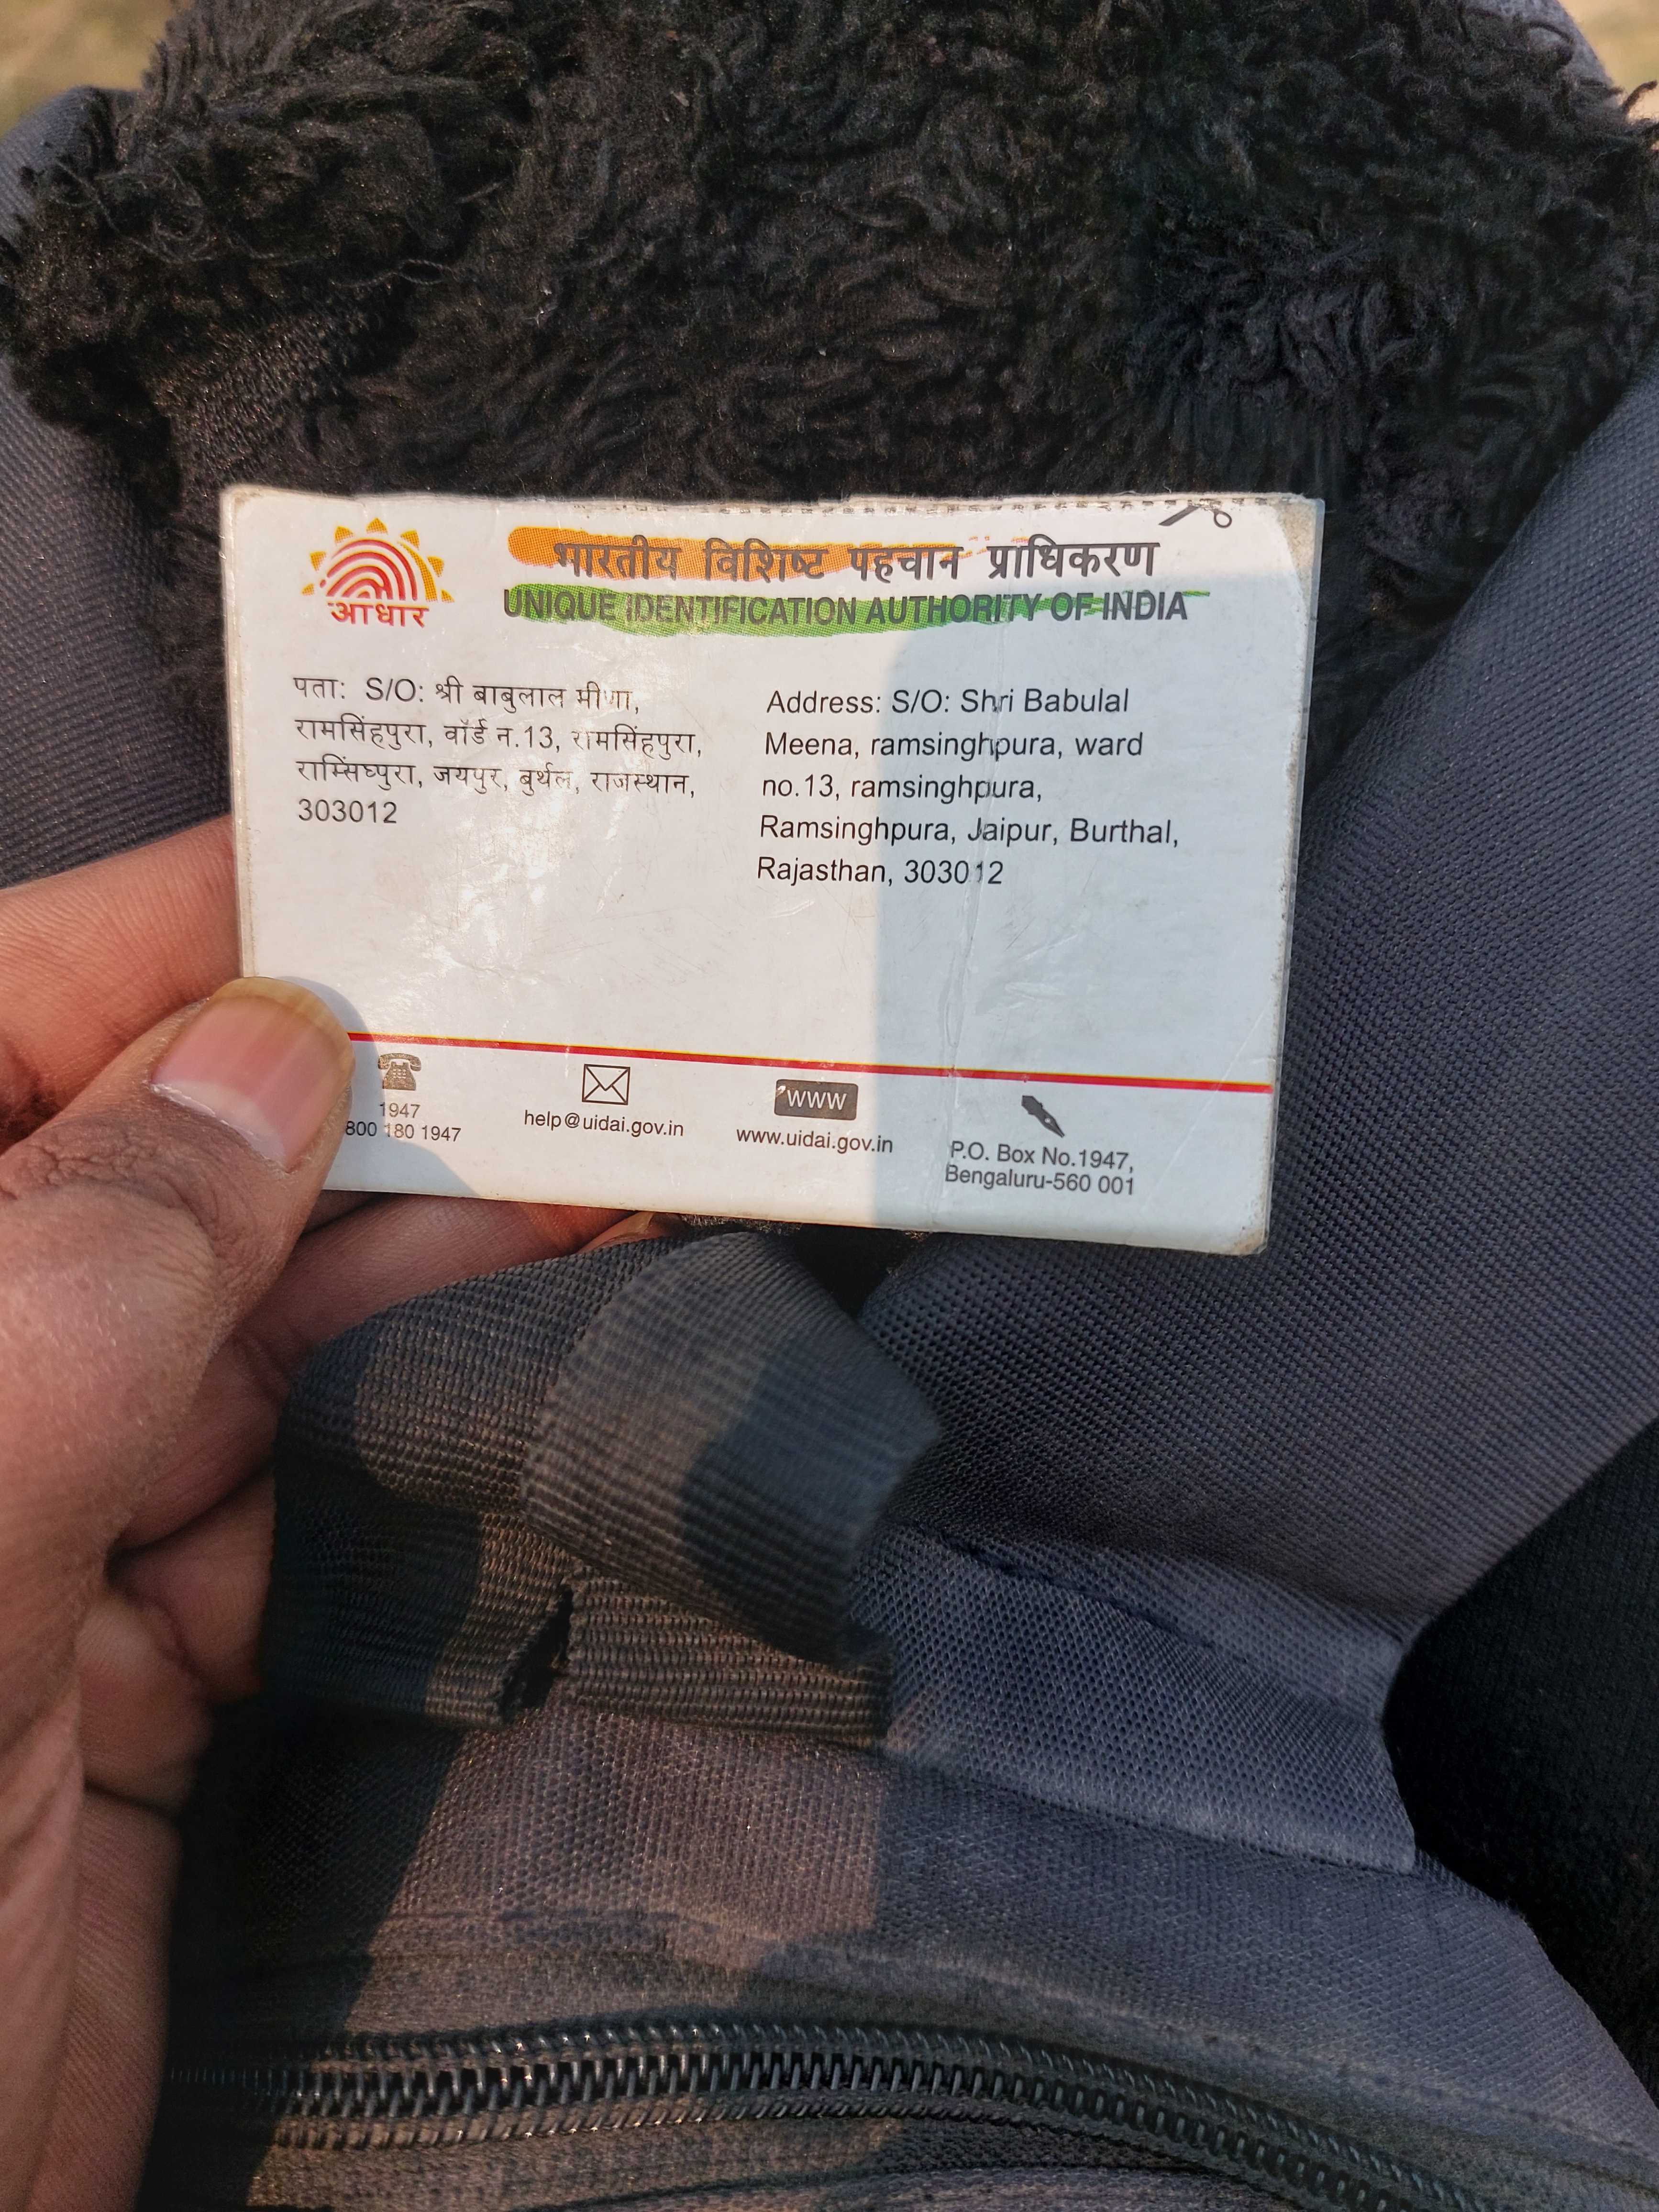 आधार
भारतीय विशिष्ट पहचान प्राधिकरण
UNIQUE IDENTIFICATION AUTHORITY OF INDIA
पता: S/O: श्री बाबुलाल मीणा,
रामसिंहपुरा, वॉर्ड न.13, रामसिंहपुरा,
राम्सिंघ्पुरा, जयपुर, बुर्थल, राजस्थान,
303012
Address: S/O: Shri Babulal
Meena, ramsinghpura, ward
no.13, ramsinghpura,
Ramsinghpura, Jaipur, Burthal,
Rajasthan, 303012
1947
800 180 1947
help@uidai.gov.in
www
www.uidai.gov.in
P.O. Box No.1947,
Bengaluru-560 001